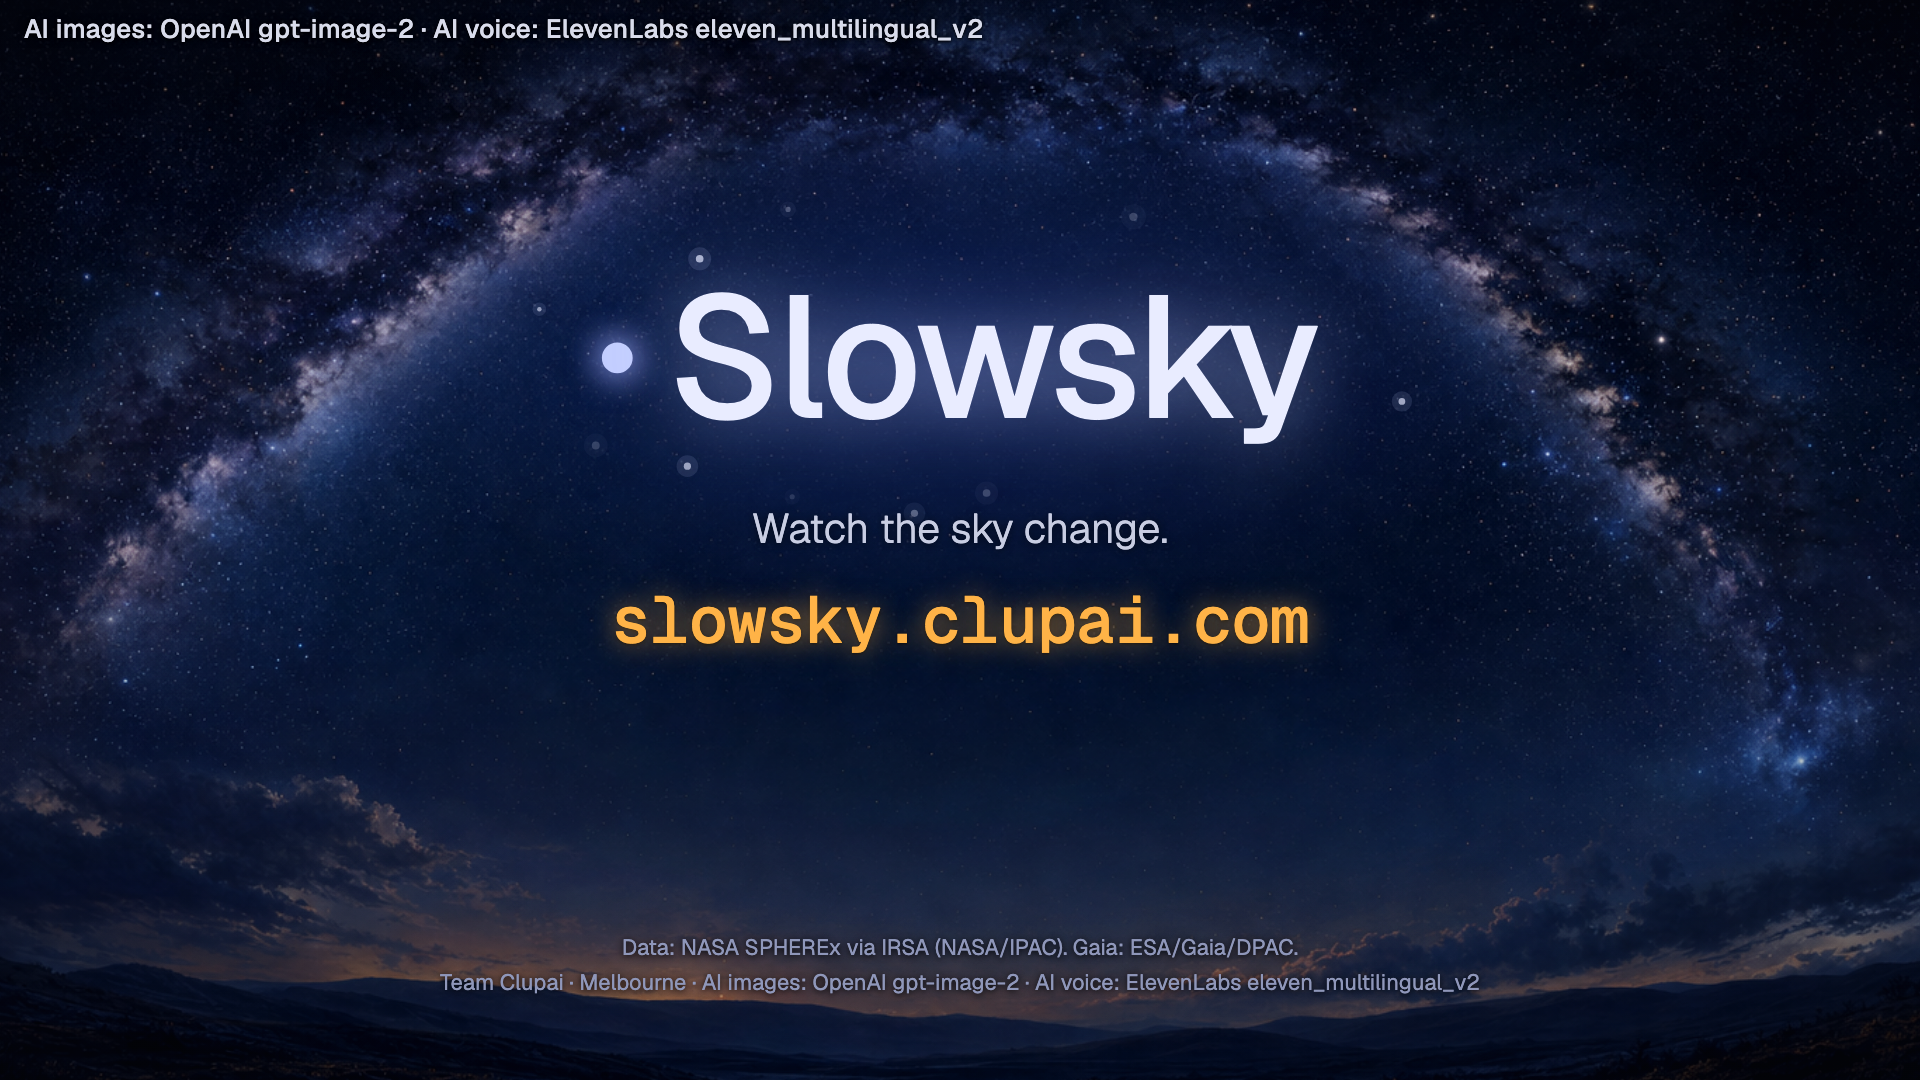 AI images: OpenAI gpt-image-2 · AI voice: ElevenLabs eleven_multilingual_v2
Slowsky
Watch the sky change.
slowsky.clupai.com
Data: NASA SPHEREx via IRSA (NASA/IPAC). Gaia: ESA/Gaia/DPAC.
Team Clupai · Melbourne · AI images: OpenAI gpt-image-2 · AI voice: ElevenLabs eleven_multilingual_v2